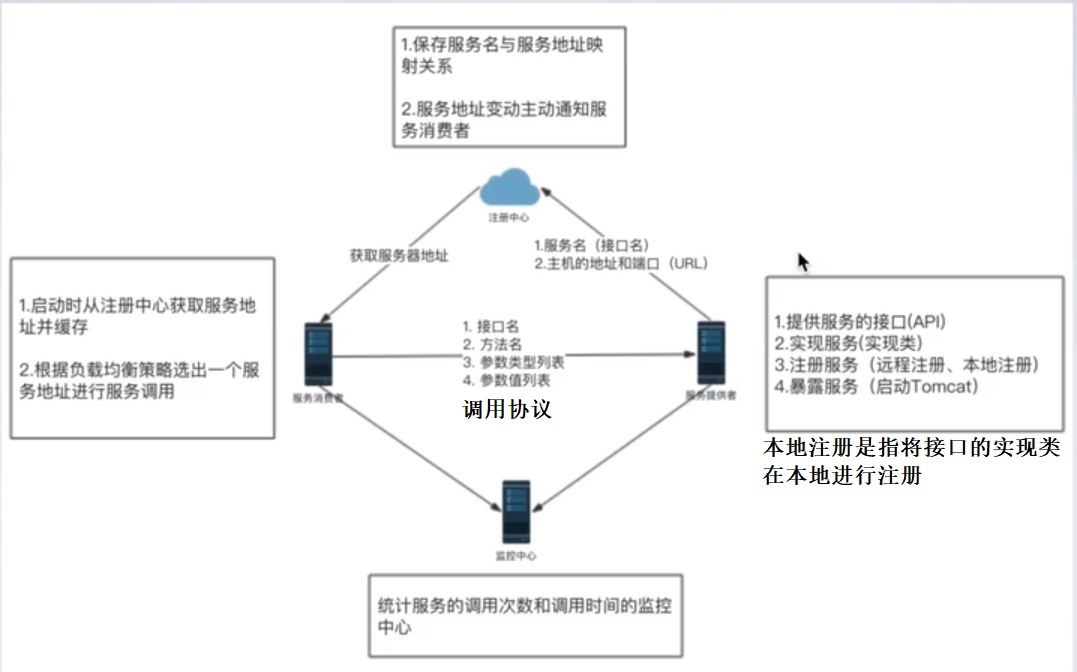 1.保存服务名与服务地址映
射关系
2.服务地址变动主动通知服
务消费者
注册中心
获取服务器地址
1.服务名（接口名）
2.主机的地址和端口（URL）
1.启动时从注册中心获取服务地
址并缓存
2.根据负载均衡策略选出一个服
务地址进行服务调用
服务消费者
1. 接口名
2. 方法名
3. 参数类型列表
4. 参数值列表
调用协议
服务提供者
1.提供服务的接口(API)
2.实现服务(实现类)
3.注册服务（远程注册、本地注册）
4.暴露服务（启动Tomcat）
本地注册是指将接口的实现类
在本地进行注册
监控中心
统计服务的调用次数和调用时间的监控
中心